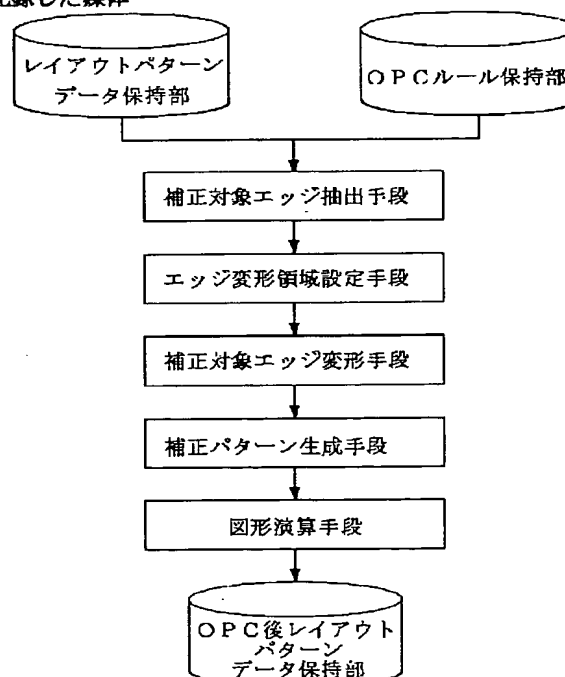 録した媒体
レイアウトパターン
データ保持部
OPCルール保持部
補正対象エッジ抽出手段
エッジ変形領域設定手段
補正対象エッジ変形手段
補正パターン生成手段
図形演算手段
OPC後レイアウト
パターン
データ保持部